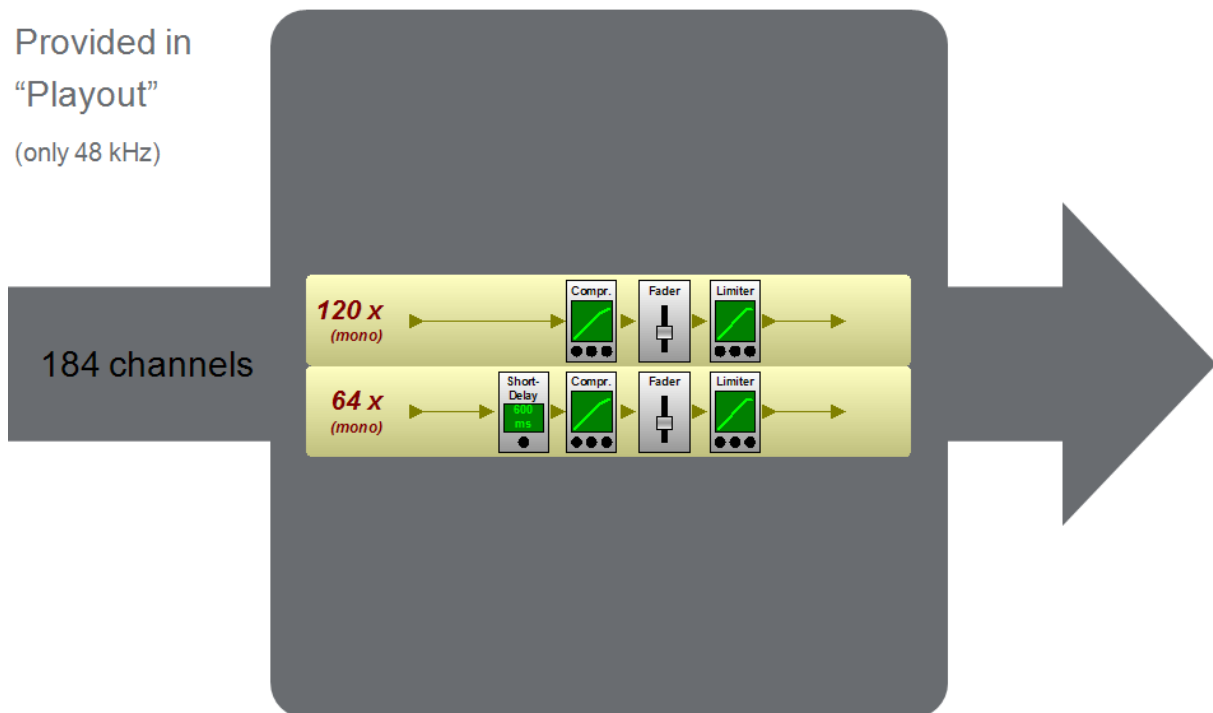 Provided in
“Playout”
(only 48 kHz)
184 channels
120 x
(mono)
Compr.
Fader
Limiter
64 x
(mono)
Short-
Delay
600
ms
Compr.
Fader
Limiter